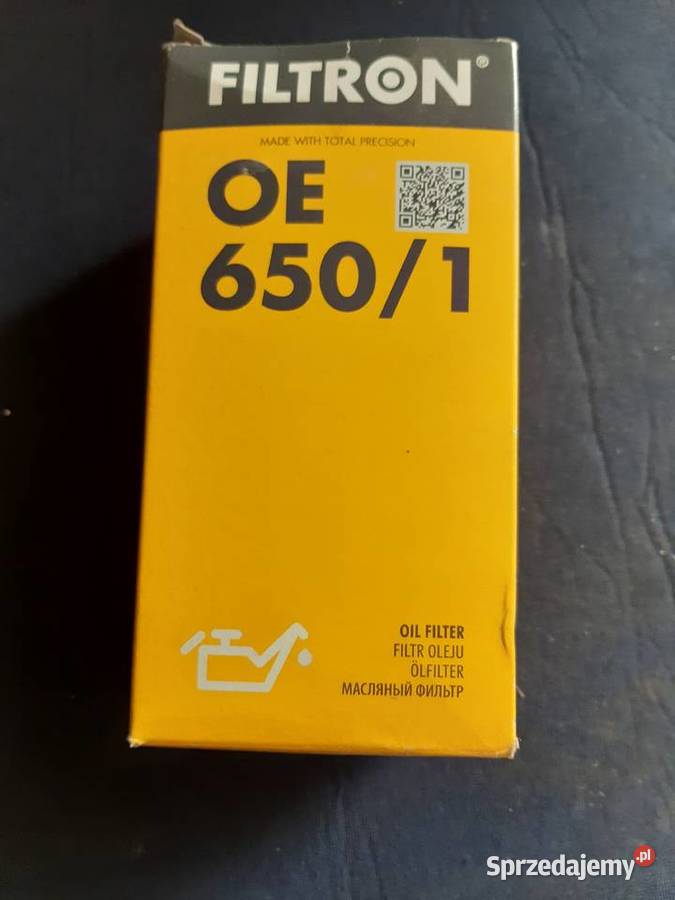 FILTRON®
MADE WITH TOTAL PRECISION
OE
650/1
OIL FILTER
FILTR OLEJU
ÖLFILTER
МАСЛЯНЫЙ ФИЛЬТР
Sprzedajemy.pl